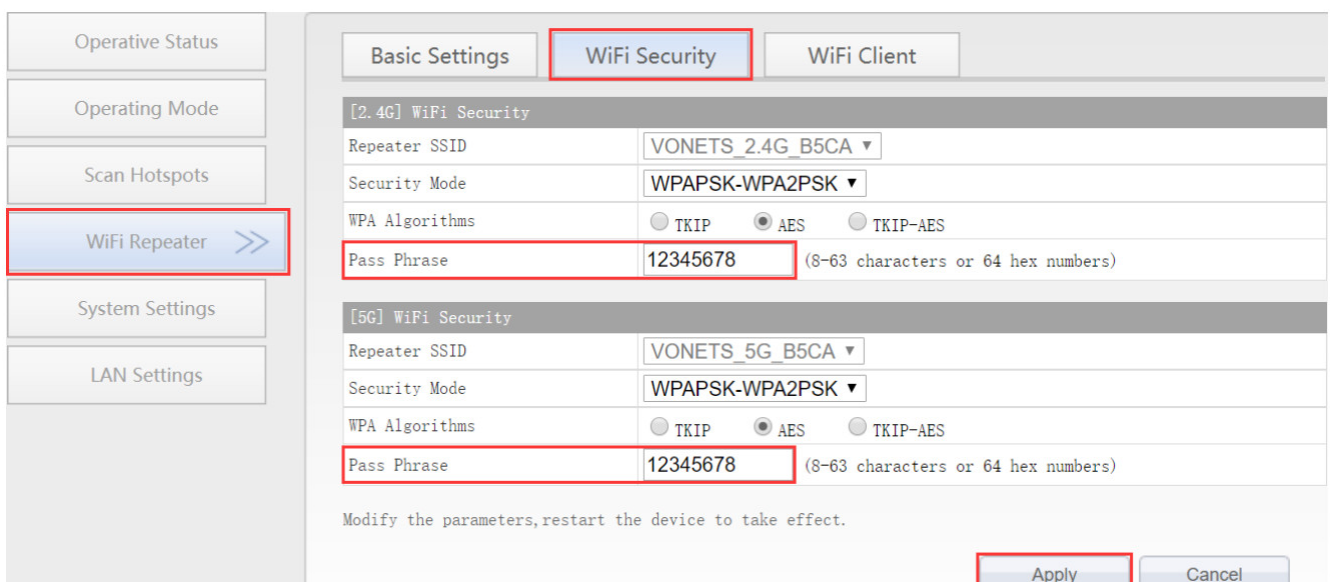 Operative Status
Operating Mode
Scan Hotspots
WiFi Repeater
System Settings
LAN Settings
Basic Settings WiFi Security WiFi Client
[2.4G] WiFi Security
Repeater SSID VONETS_2.4G_B5CA
Security Mode WPAPSK-WPA2PSK
WPA Algorithms TKIP AES TKIP-AES
Pass Phrase 12345678 (8-63 characters or 64 hex numbers)
[5G] WiFi Security
Repeater SSID VONETS_5G_B5CA
Security Mode WPAPSK-WPA2PSK
WPA Algorithms TKIP AES TKIP-AES
Pass Phrase 12345678 (8-63 characters or 64 hex numbers)
Modify the parameters,restart the device to take effect.
Apply Cancel